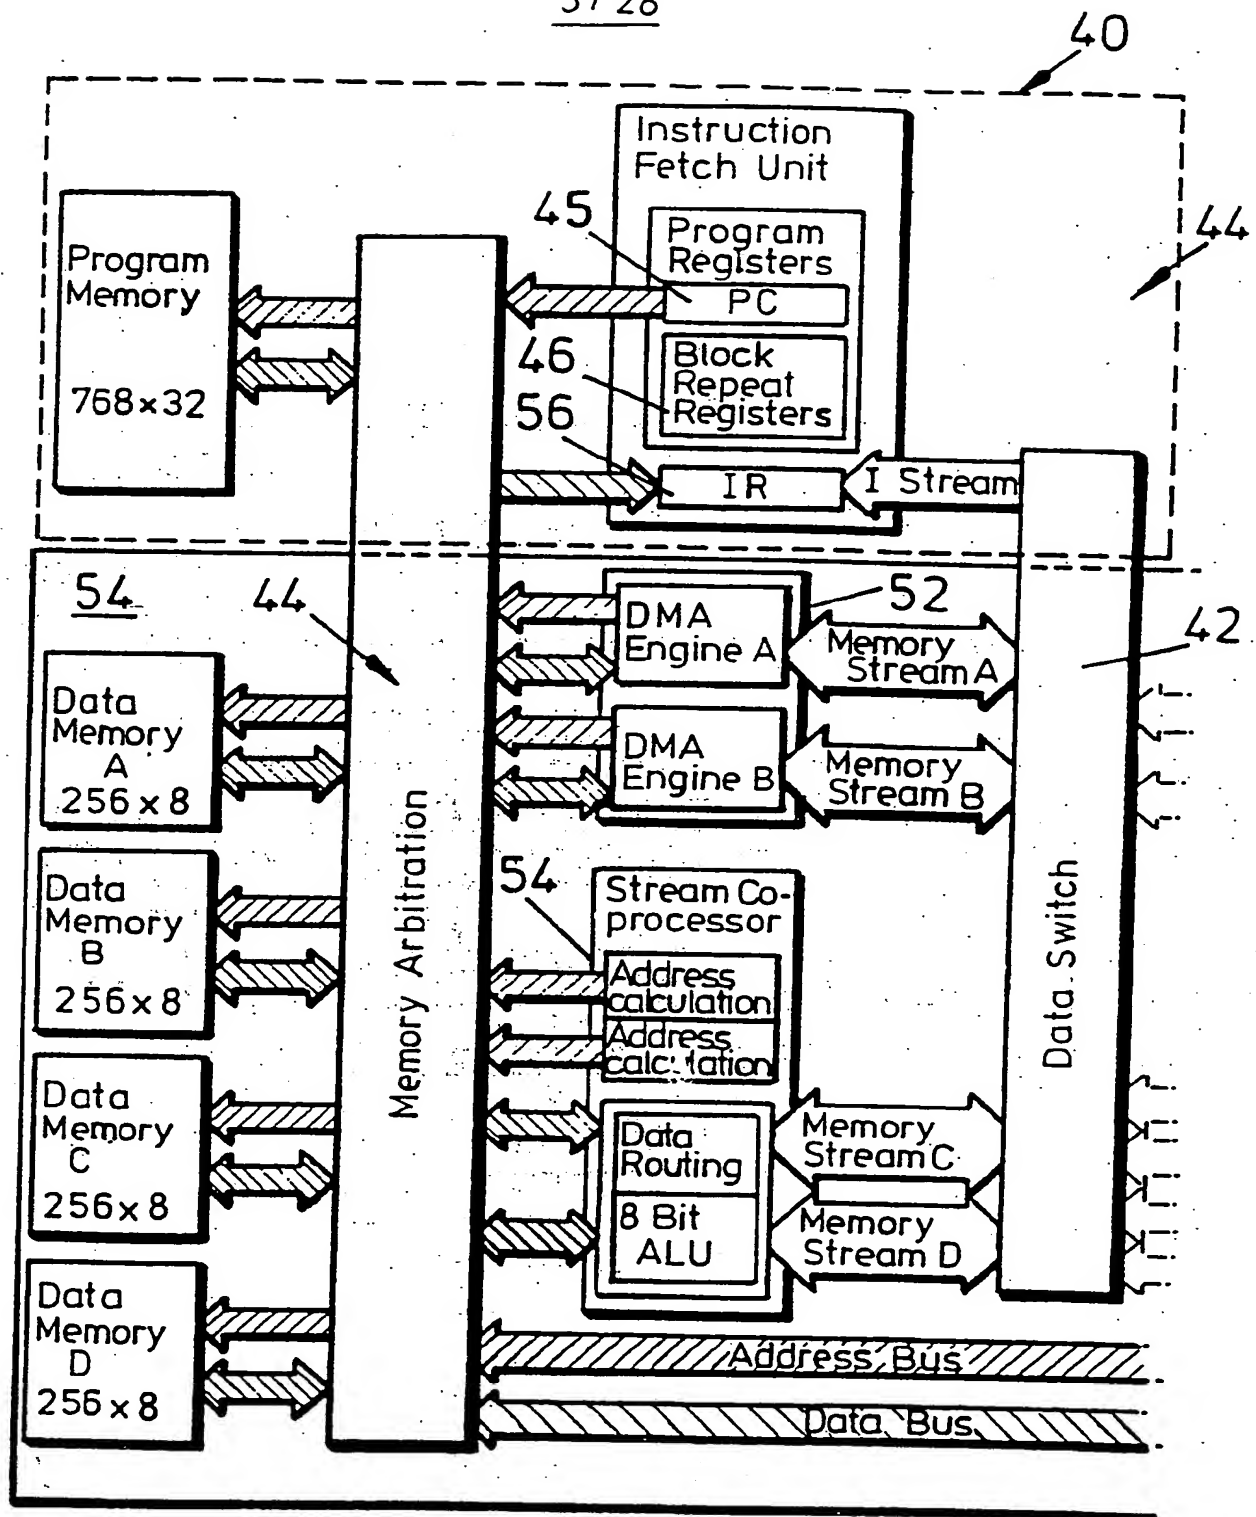 40
Instruction
Fetch Unit
45
Program
Registers
44
Program
Memory
PC
46
Block
Repeat
Registers
768x32
56
IR
I Stream
54
44
DMA
Engine A
52
Memory
Stream A
42
Data
Memory
A
256x8
DMA
Engine B
Memory
Stream B
Data
Memory
B
256x8
Memory Arbitration
54
Stream Co-
processor
Address
calculation
Address
calculation
Data Switch
Data
Memory
C
256x8
Data
Routing
Memory
Stream C
8 Bit
ALU
Memory
Stream D
Data
Memory
D
256x8
Address Bus
Data Bus